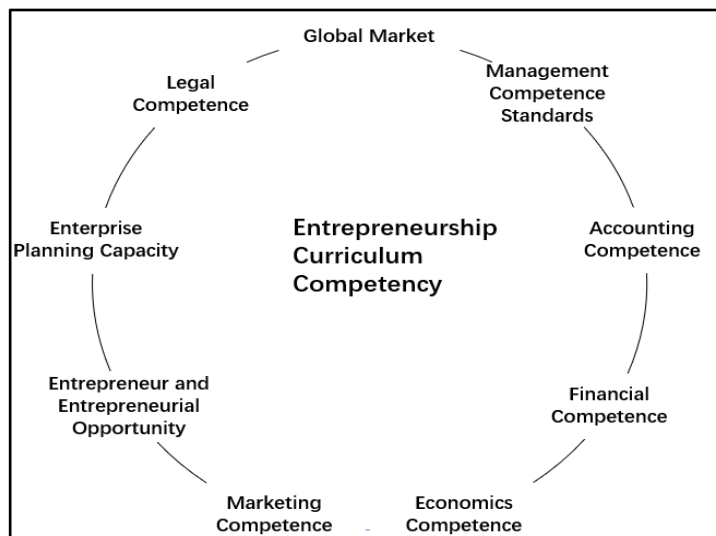 Global Market
Management
Competence
Standards
Legal
Competence
Enterprise
Planning Capacity
Entrepreneurship
Curriculum
Competency
Accounting
Competence
Entrepreneur and
Entrepreneurial
Opportunity
Financial
Competence
Marketing
Competence
Economics
Competence